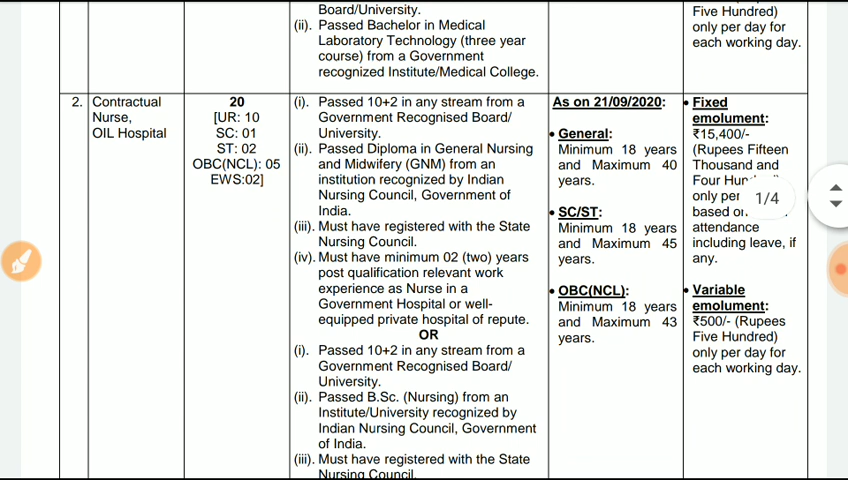 Board/University.
(ii). Passed Bachelor in Medical
Laboratory Technology (three year
course) from a Government
recognized Institute/Medical College.
Five Hundred)
only per day for
each working day.
2. Contractual
Nurse,
OIL Hospital
20
[UR: 10
SC: 01
ST: 02
OBC(NCL): 05
EWS:02]
(i). Passed 10+2 in any stream from a
Government Recognised Board/
University.
(ii). Passed Diploma in General Nursing
and Midwifery (GNM) from an
institution recognized by Indian
Nursing Council, Government of
India.
(iii). Must have registered with the State
Nursing Council.
(iv). Must have minimum 02 (two) years
post qualification relevant work
experience as Nurse in a
Government Hospital or well-
equipped private hospital of repute.
OR
(i). Passed 10+2 in any stream from a
Government Recognised Board/
University.
(ii). Passed B.Sc. (Nursing) from an
Institute/University recognized by
Indian Nursing Council, Government
of India.
(iii). Must have registered with the State
Nursing Council.
As on 21/09/2020:
• General:
Minimum 18 years
and Maximum 40
years.
• SC/ST:
Minimum 18 years
and Maximum 45
years.
• OBC(NCL):
Minimum 18 years
and Maximum 43
years.
• Fixed
emolument:
₹15,400/-
(Rupees Fifteen
Thousand and
Four
only per
based
attendance
including leave, if
any.
• Variable
emolument:
₹500/- (Rupees
Five Hundred)
only per day for
each working day.
1/4